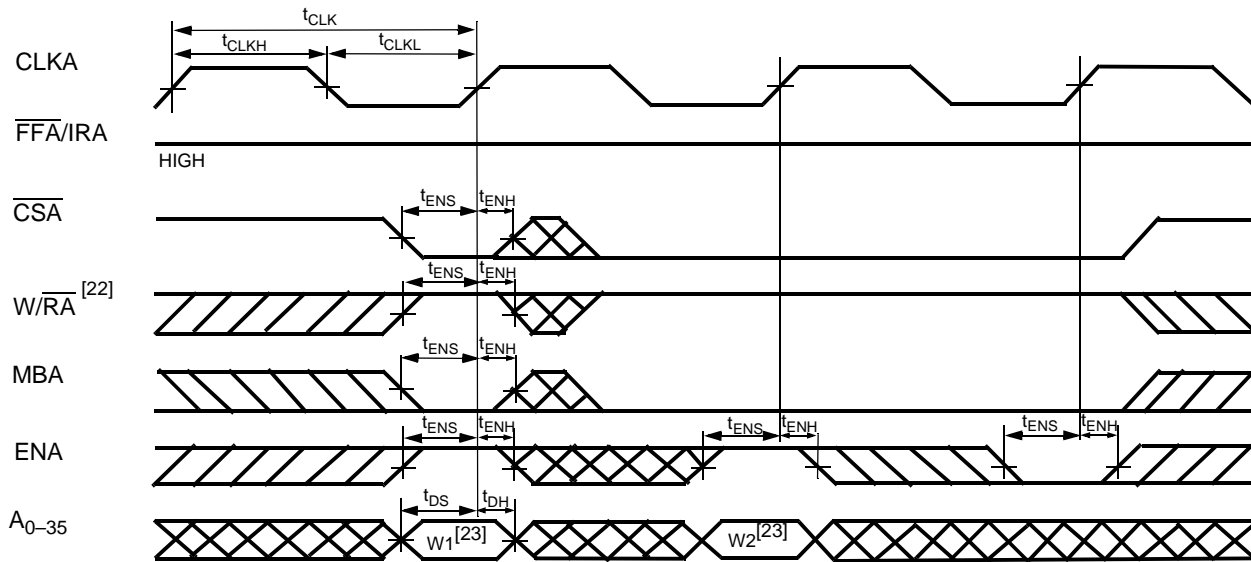 tCLK
tCLKH tCLKL
CLKA
FFA/IRA
HIGH
tENS tENH
CSA
tENS tENH
W/RA [22]
tENS tENH
MBA
tENS tENH tENS tENH tENS tENH
ENA
tDS tDH
A0–35
W1[23] W2[23]